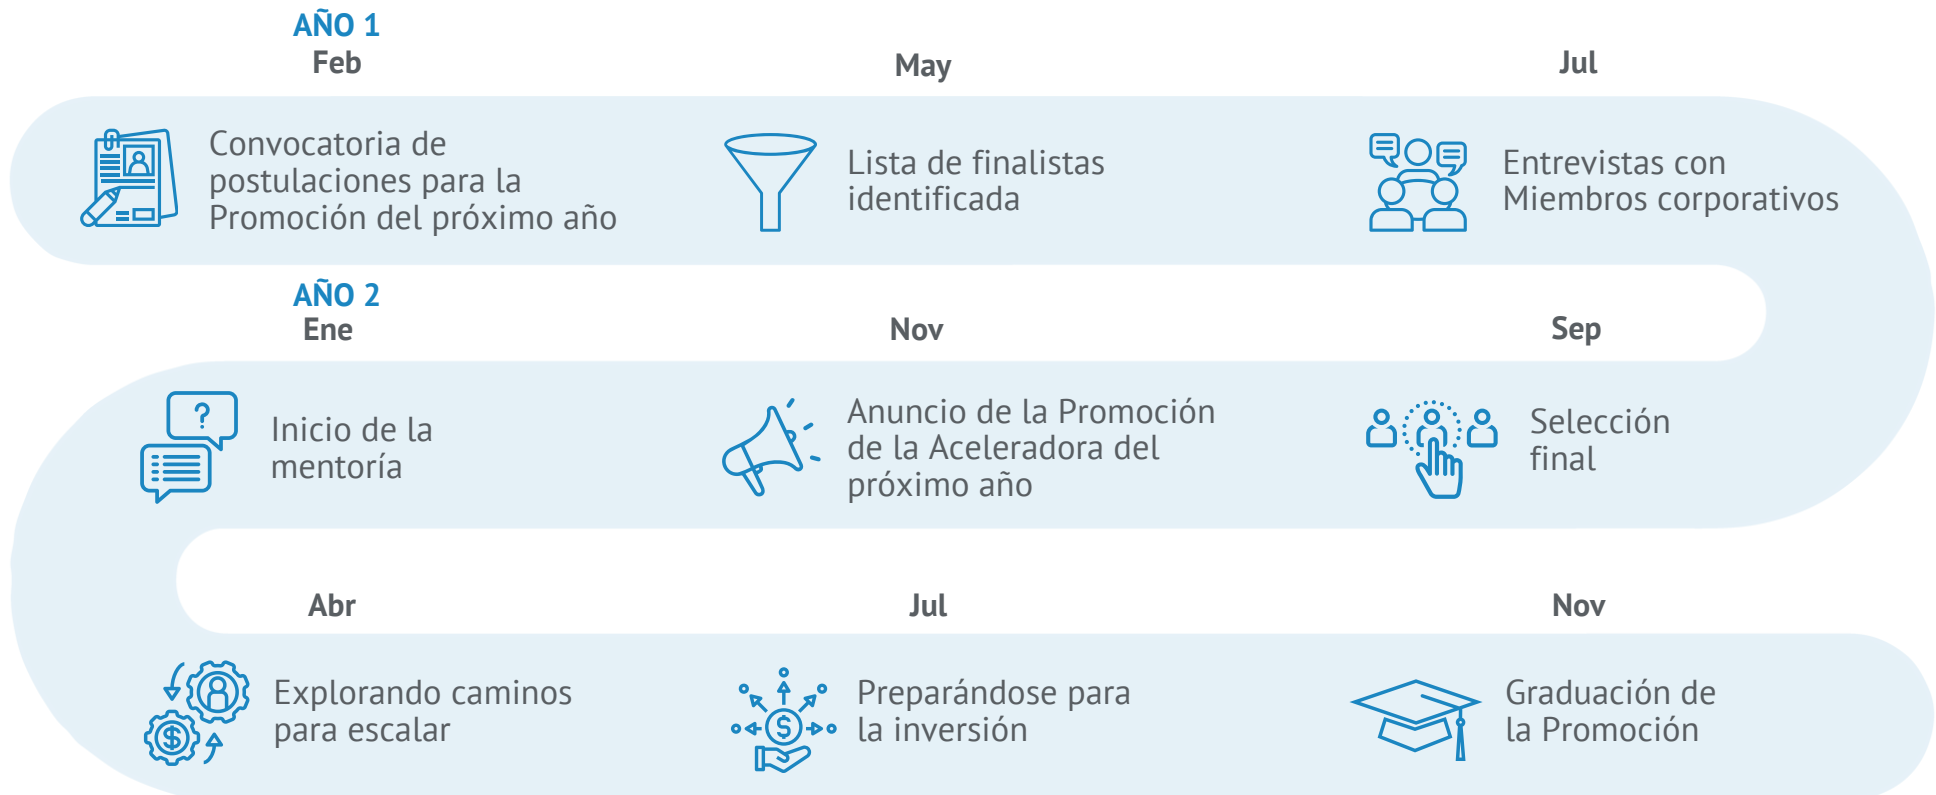 AÑO 1
Feb
May
Jul
Convocatoria de
postulaciones para la
Promoción del próximo año
Lista de finalistas
identificada
Entrevistas con
Miembros corporativos
Sep
Nov
AÑO 2
Ene
Selección
final
Anuncio de la Promoción
de la Aceleradora del
próximo año
?
Inicio de la
mentoría
Abr
Jul
Nov
$
Explorando caminos
para escalar
$
Preparándose para
la inversión
Graduación de
la Promoción